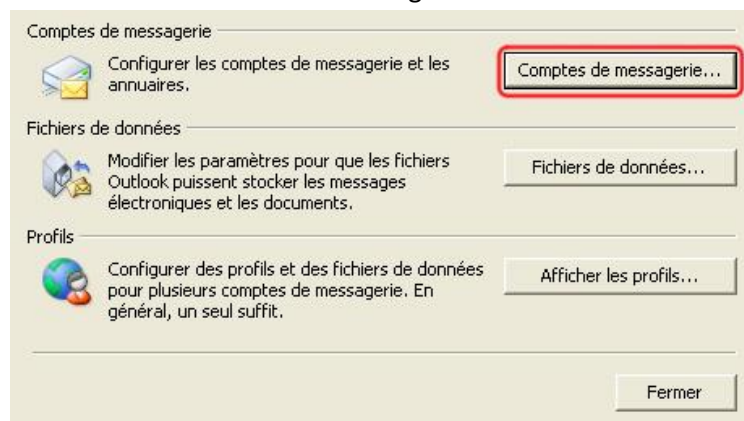 Comptes de messagerie
Configurer les comptes de messagerie et les
annuaires.
Comptes de messagerie...
Fichiers de données
Modifier les paramètres pour que les fichiers
Outlook puissent stocker les messages
électroniques et les documents.
Fichiers de données...
Profils
Configurer des profils et des fichiers de données
pour plusieurs comptes de messagerie. En
général, un seul suffit.
Afficher les profils...
Fermer